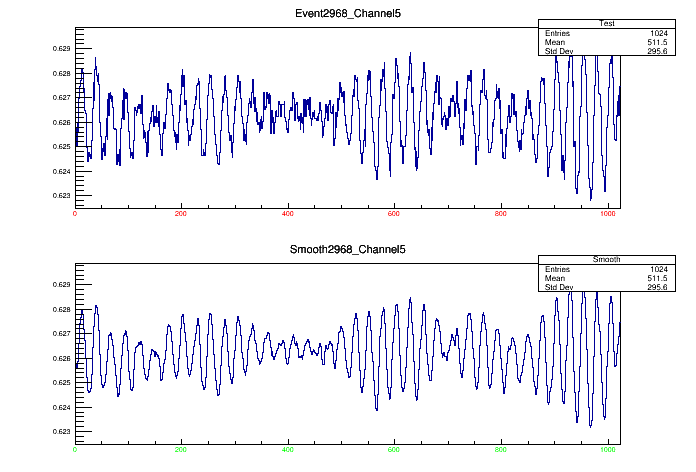 Event2968_Channel5
Test
Entries 1024
Mean 511.5
Std Dev 295.6
0.629
0.628
0.627
0.626
0.625
0.624
0.623
0 200 400 600 800 1000
Smooth2968_Channel5
Smooth
Entries 1024
Mean 511.5
Std Dev 295.6
0.629
0.628
0.627
0.626
0.625
0.624
0.623
0 200 400 600 800 1000